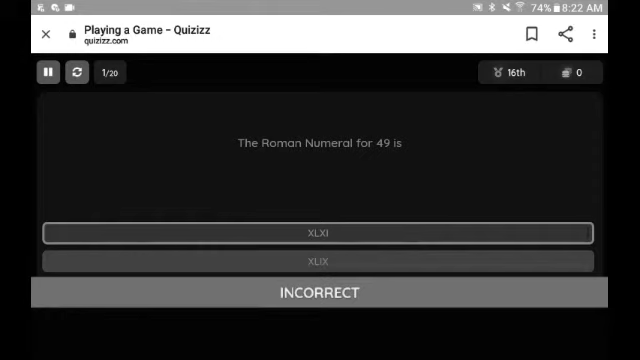 74% 8:22 AM
Playing a Game - Quizizz
quizizz.com
1/20
16th
0
The Roman Numeral for 49 is
XLXI
XLIX
INCORRECT